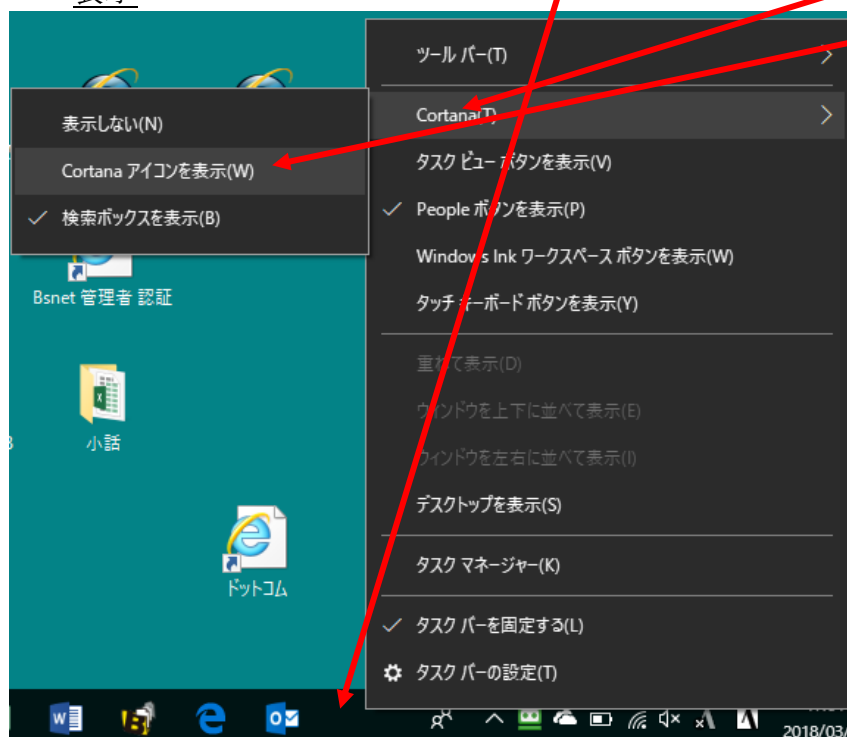 表示
ツール バー(T)
Cortana(T)
タスク ビュー ボタンを表示(V)
People ボタンを表示(P)
Windows Ink ワークスペース ボタンを表示(W)
タッチ キーボード ボタンを表示(Y)
重ねて表示(D)
ウィンドウを上下に並べて表示(E)
ウィンドウを左右に並べて表示(I)
デスクトップを表示(S)
タスク マネージャー(K)
タスク バーを固定する(L)
タスク バーの設定(T)
表示しない(N)
Cortana アイコンを表示(W)
検索ボックスを表示(B)
Bsnet 管理者 認証
小話
ドットコム
2018/03/